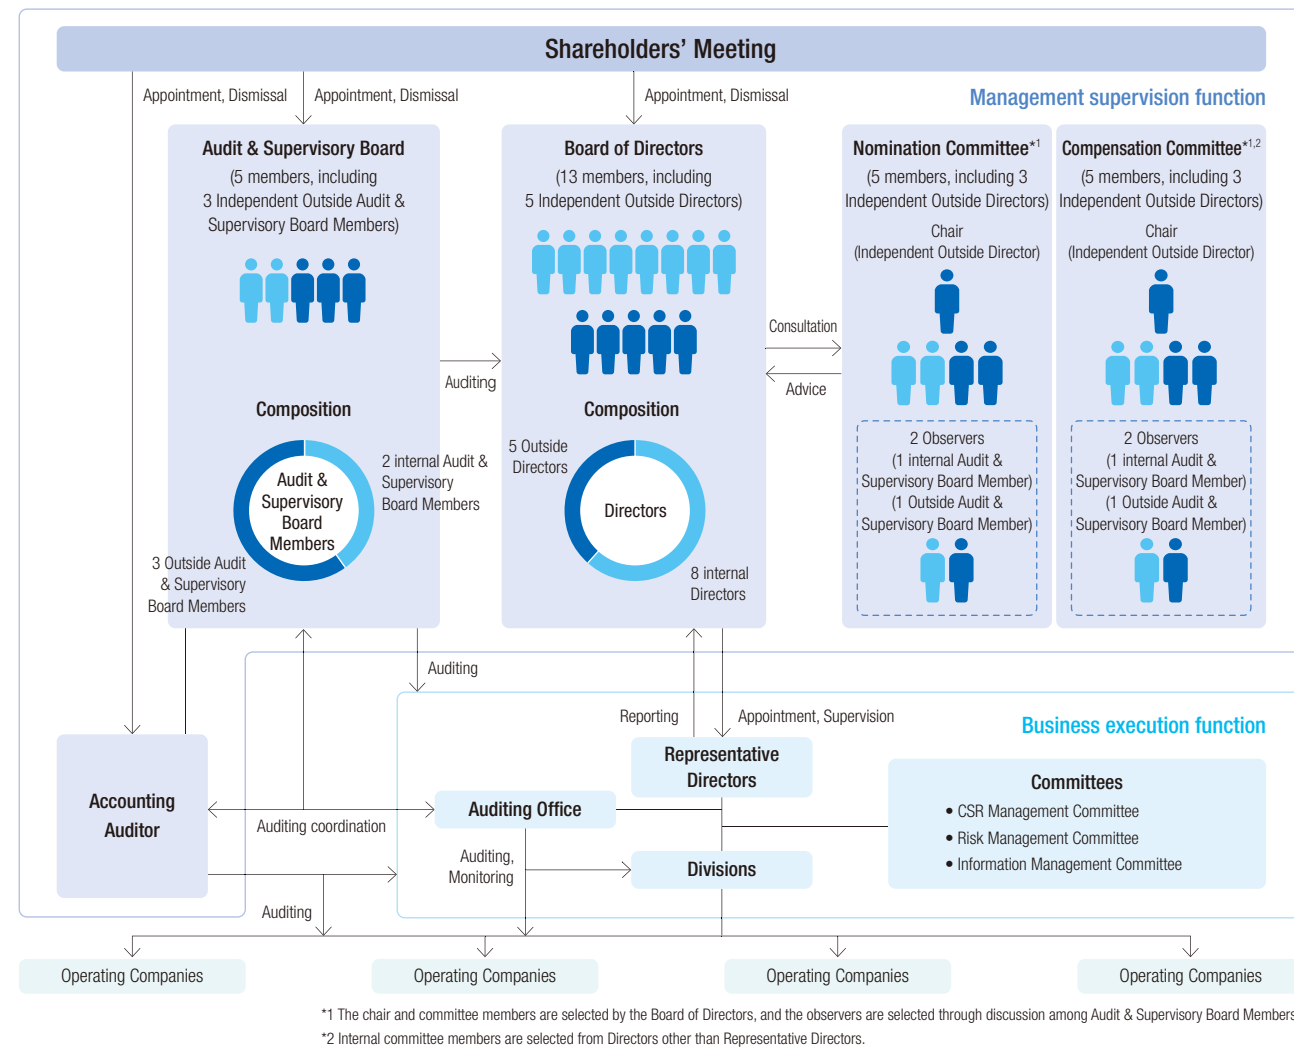 Shareholders’ Meeting
Appointment, Dismissal
Appointment, Dismissal
Appointment, Dismissal
Management supervision function
Audit & Supervisory Board
(5 members, including
3 Independent Outside Audit &
Supervisory Board Members)
Composition
Audit &
Supervisory
Board
Members
2 internal Audit &
Supervisory
Board Members
3 Outside Audit
& Supervisory
Board Members
Auditing
Board of Directors
(13 members, including
5 Independent Outside Directors)
Composition
5 Outside
Directors
Directors
8 internal
Directors
Consultation
Advice
Nomination Committee*1
(5 members, including 3
Independent Outside Directors)
Chair
(Independent Outside Director)
2 Observers
(1 internal Audit &
Supervisory Board Member)
(1 Outside Audit &
Supervisory Board Member)
Compensation Committee*1,2
(5 members, including 3
Independent Outside Directors)
Chair
(Independent Outside Director)
2 Observers
(1 internal Audit &
Supervisory Board Member)
(1 Outside Audit &
Supervisory Board Member)
Auditing
Reporting
Appointment, Supervision
Business execution function
Representative
Directors
Accounting
Auditor
Auditing coordination
Auditing Office
Committees
• CSR Management Committee
• Risk Management Committee
• Information Management Committee
Auditing,
Monitoring
Divisions
Auditing
Operating Companies
Operating Companies
Operating Companies
Operating Companies
*1 The chair and committee members are selected by the Board of Directors, and the observers are selected through discussion among Audit & Supervisory Board Members
*2 Internal committee members are selected from Directors other than Representative Directors.